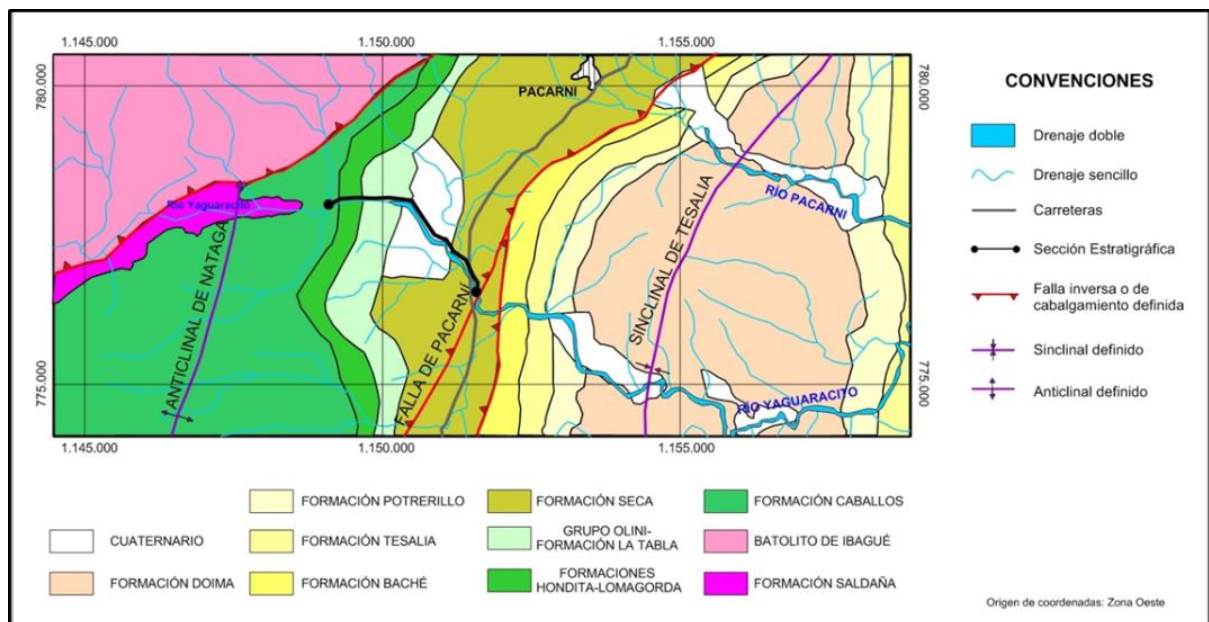 1.145.000
1.150.000
1.155.000
780.000
780.000
PACARNI
Río Yaguaracito
RÍO PACARNI
ANTICLINAL DE NATAGA
FALLA DE PACARNÍ
SINCLINAL DE TESALIA
775.000
775.000
RÍO YAGUARACITO
1.145.000
1.150.000
1.155.000
CONVENCIONES
Drenaje doble
Drenaje sencillo
Carreteras
Sección Estratigráfica
Falla inversa o de
cabalgamiento definida
Sinclinal definido
Anticlinal definido
CUATERNARIO
FORMACIÓN DOIMA
FORMACIÓN POTRERILLO
FORMACIÓN TESALIA
FORMACIÓN BACHÉ
FORMACIÓN SECA
GRUPO OLINI-
FORMACIÓN LA TABLA
FORMACIONES
HONDITA-LOMAGORDA
FORMACIÓN CABALLOS
BATOLITO DE IBAGUÉ
FORMACIÓN SALDAÑA
Origen de coordenadas: Zona Oeste